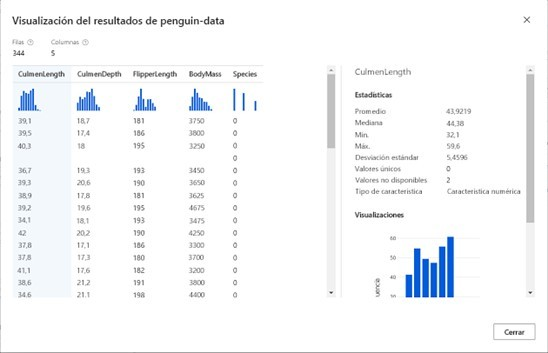 Visualización del resultados de penguin-data
Filas Columnas
344 5
CulmenLength CulmenDepth FlipperLength BodyMass Species
39,1 18,7 181 3750 0
39,5 17,4 186 3800 0
40,3 18 195 3250 0
0
36,7 19,3 193 3450 0
39,3 20,6 190 3650 0
38,9 17,8 181 3625 0
39,2 19,6 195 4675 0
34,1 18,1 193 3475 0
42 20,2 190 4250 0
37,8 17,1 186 3300 0
37,8 17,3 180 3700 0
41,1 17,6 182 3200 0
38,6 21,2 191 3800 0
34,6 21,1 198 4400 0
CulmenLength
Estadísticas
Promedio 43,9219
Mediana 44,38
Mín. 32,1
Máx. 59,6
Desviación estándar 5,4596
Valores únicos 0
Valores no disponibles 2
Tipo de característica Característica numérica
Visualizaciones
60
50
40
30
uencia
Cerrar